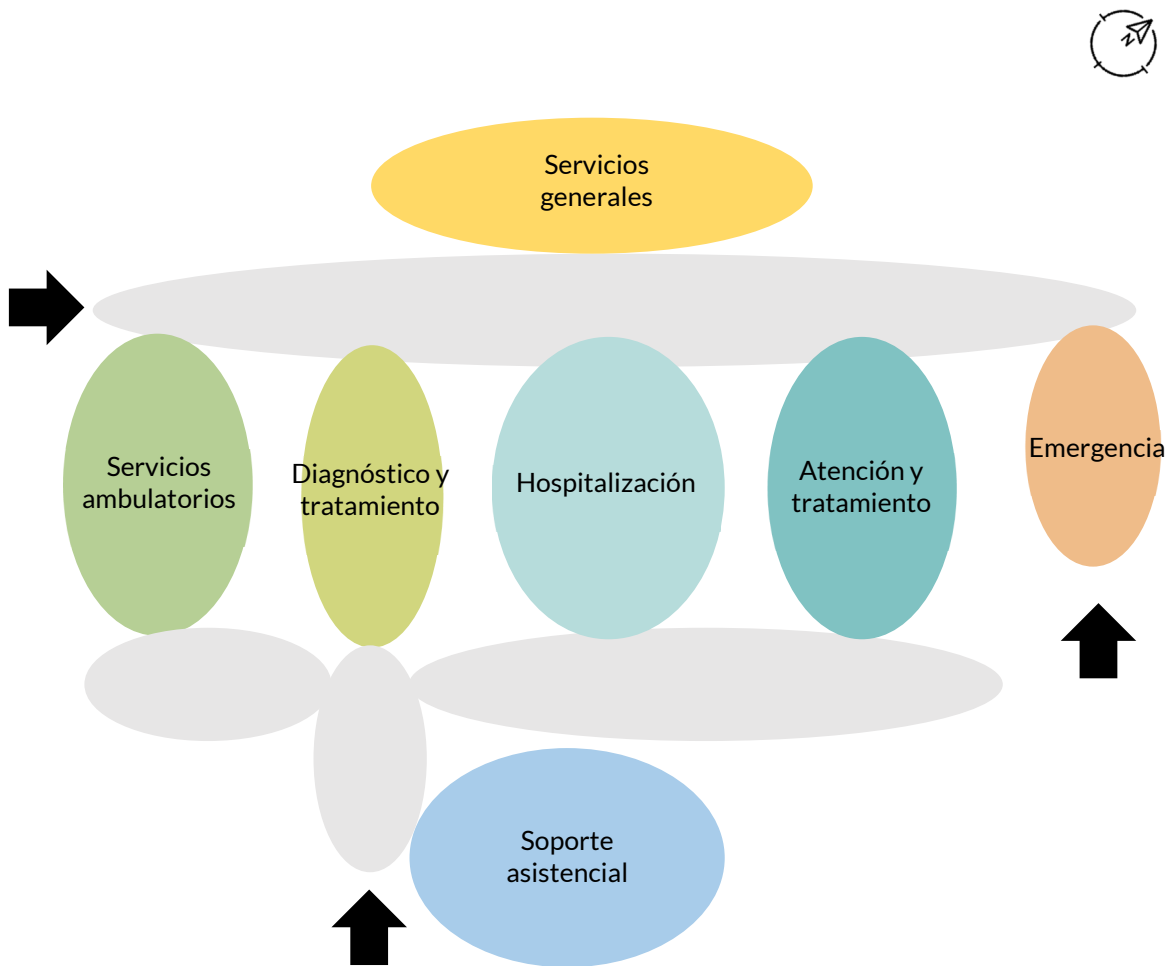 N
Servicios
generales
Servicios
ambulatorios
Diagnóstico y
tratamiento
Hospitalización
Atención y
tratamiento
Emergencia
Soporte
asistencial